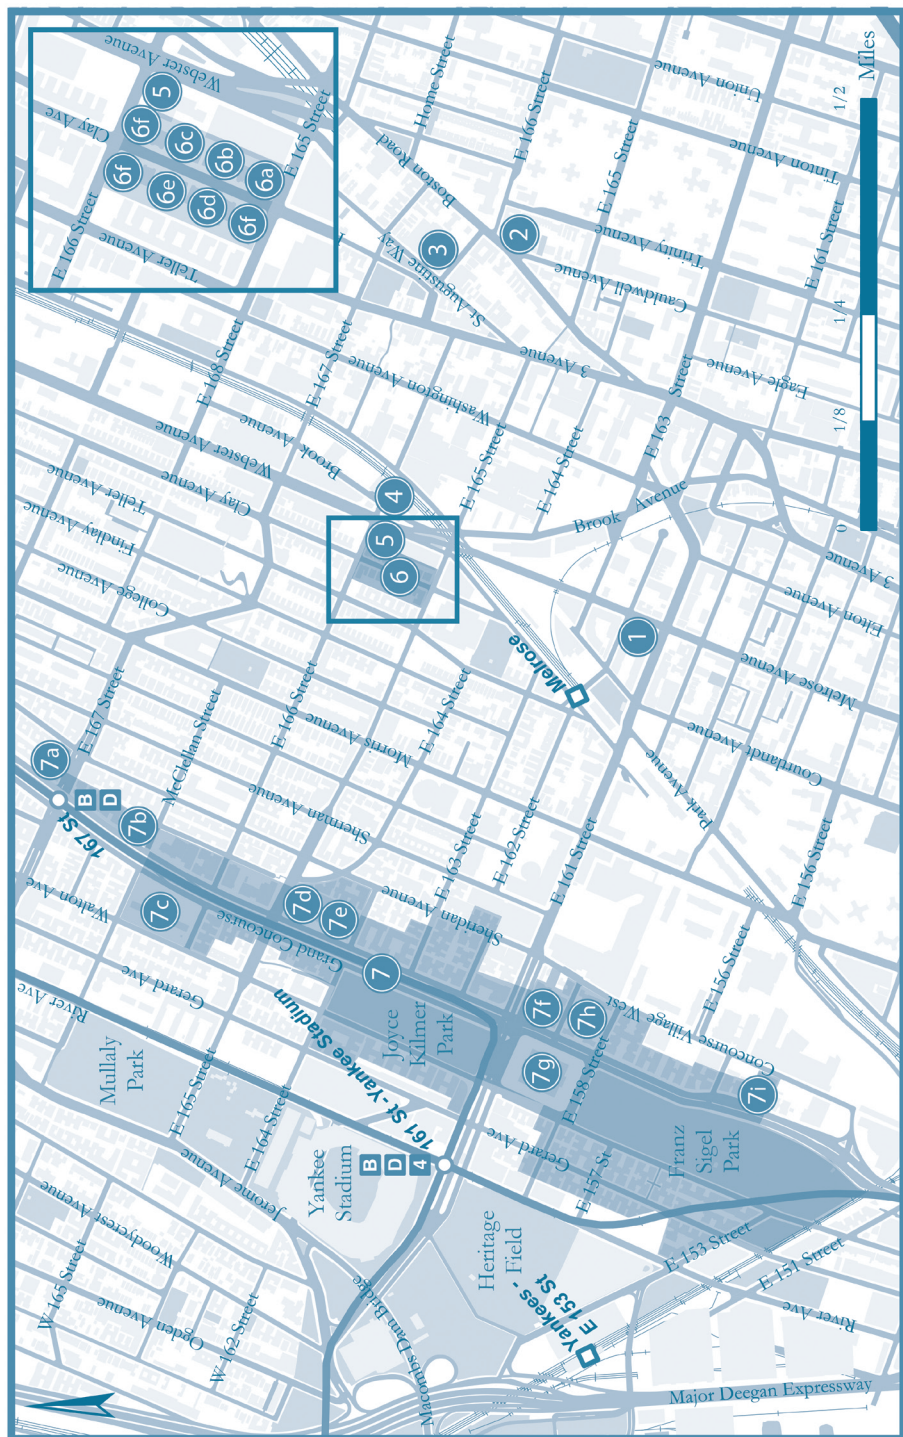 Webster Avenue
Clay Ave
E 166 Street
Teller Avenue
E 165 Street
5
6f
6c
6b
6a
6f
6e
6d
6f
Home Street
Boston Road
E 166 Street
Union Avenue
Tinton Avenue
E 165 Street
Trinity Avenue
Cauldwell Avenue
E 161 Street
Eagle Avenue
St Augustine Way
3
2
3 Avenue
E 163 Street
Miles
1/2
1/4
1/8
0
E 168 Street
E 167 Street
Washington Avenue
E 165 Street
E 164 Street
Brook Avenue
Webster Avenue
Clay Avenue
Teller Avenue
Findlay Avenue
College Avenue
Brook Avenue
4
5
6
1
3 Avenue
Elton Avenue
Melrose Avenue
Courtlandt Avenue
Melrose
Park Avenue
E 156 Street
E 167 Street
McClellan Street
E 166 Street
Morris Avenue
E 164 Street
Sherman Avenue
Sheridan Avenue
E 163 Street
E 162 Street
E 161 Street
7a
B
D
167 St
7b
7c
7d
7e
7
7f
7h
7g
7i
Walton Ave
Grand Concourse
Gerard Ave
River Ave
Joyce
Kilmer
Park
161 St-Yankee Stadium
B
D
4
Concourse Village West
E 156 Street
E 158 Street
Gerard Ave
E 157 St
Franz
Sigel
Park
Mullaly
Park
E 165 Street
E 164 Street
Jerome Avenue
Yankee
Stadium
Heritage
Field
Woodycrest Avenue
W 165 Street
Ogden Avenue
W 162 Street
Macombs Dam Bridge
Yankees -
E 153 St
E 153 Street
E 151 Street
River Ave
Major Deegan Expressway